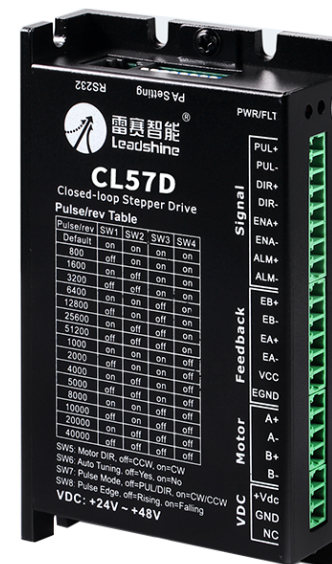 RS232
PA Setting
PWR/FLT
雷赛智能®
Leadshine
CL57D
Closed-loop Stepper Drive
Pulse/rev Table
Pulse/rev SW1 SW2 SW3 SW4
Default on on on on
800 off on on on
1600 on off on on
3200 off off on on
6400 on on off on
12800 off on off on
25600 on off off on
51200 off off off on
1000 on on on off
2000 off on on off
4000 on off on off
5000 off off on off
8000 on on off off
10000 off on off off
20000 on off off off
40000 off off off off
SW5: Motor DIR, off=CCW, on=CW
SW6: Auto Tuning, off=Yes, on=No
SW7: Pulse Mode, off=PUL/DIR, on=CW/CCW
SW8: Pulse Edge, off=Rising, on=Falling
VDC: +24V ~ +48V
Signal
PUL+
PUL-
DIR+
DIR-
ENA+
ENA-
ALM+
ALM-
Feedback
EB+
EB-
EA+
EA-
VCC
EGND
Motor
A+
A-
B+
B-
VDC
+Vdc
GND
NC